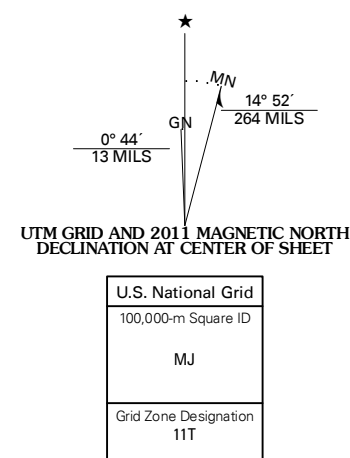 ★
MN
GN
14° 52´
264 MILS
0° 44´
13 MILS
UTM GRID AND 2011 MAGNETIC NORTH
DECLINATION AT CENTER OF SHEET
U.S. National Grid
100,000-m Square ID
MJ
Grid Zone Designation
11T